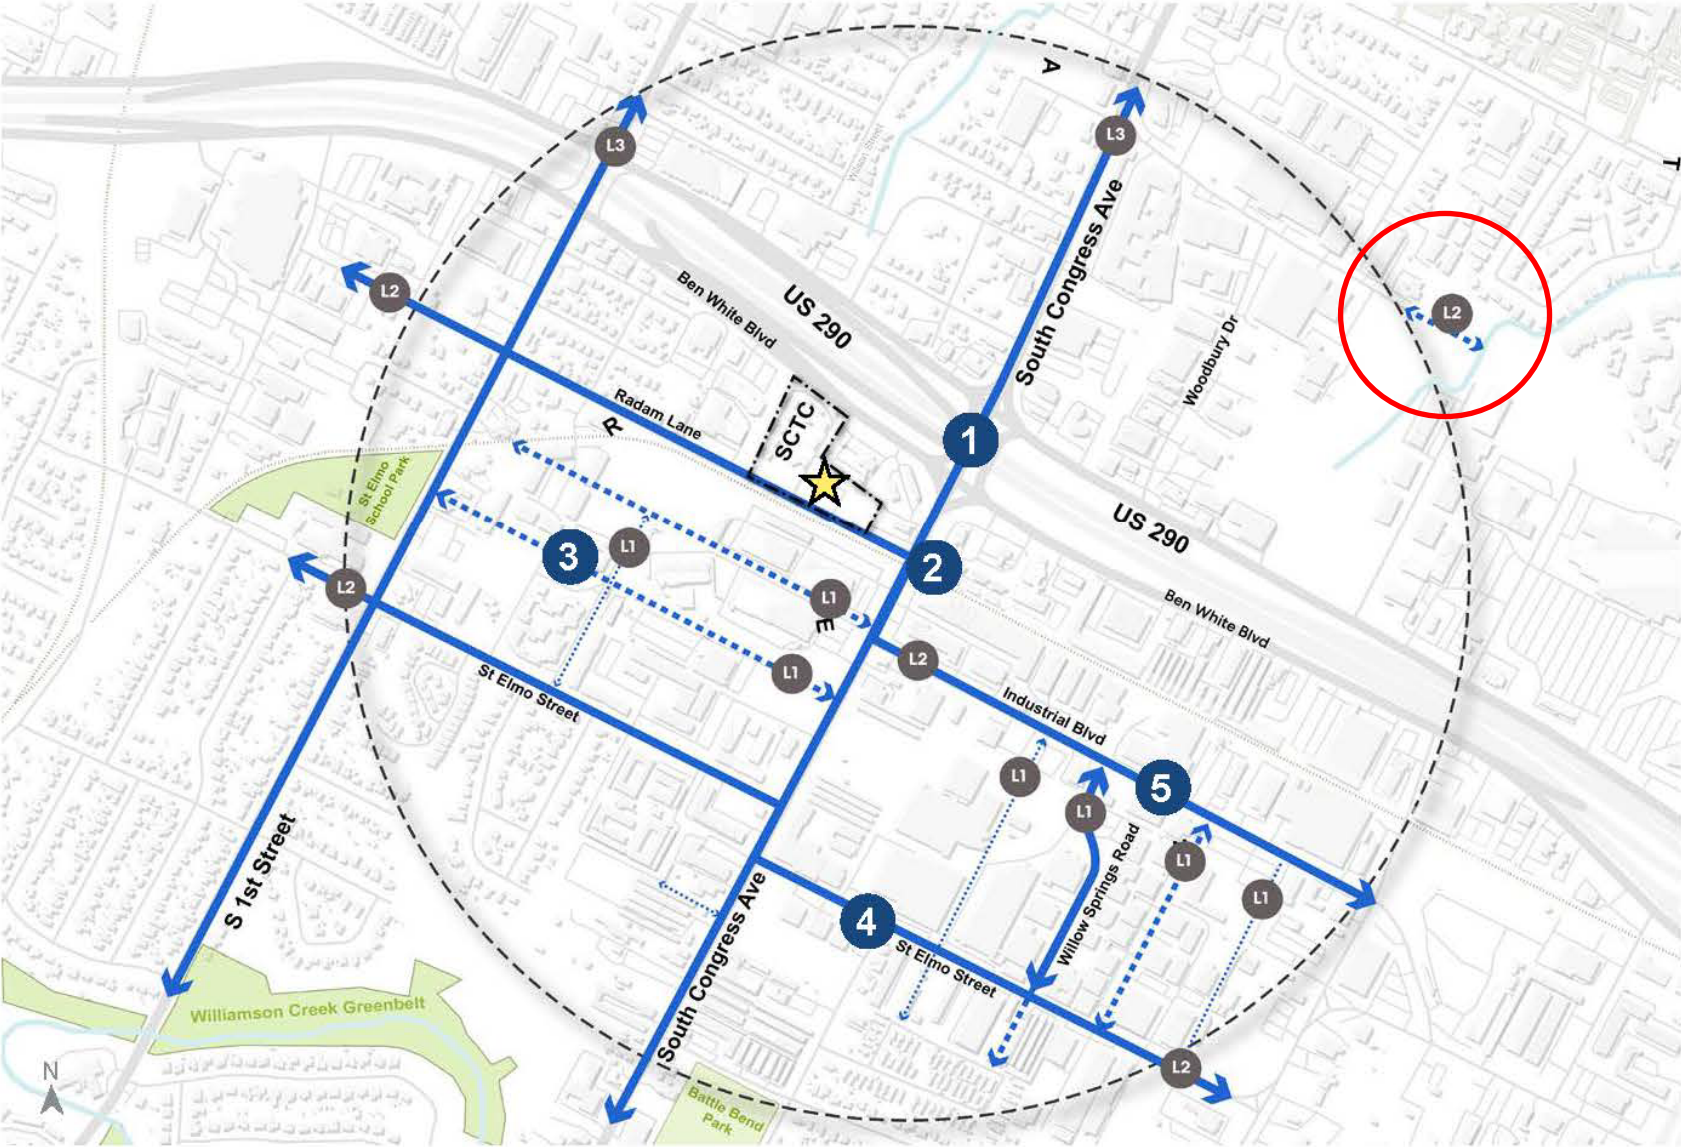 A
T
L3
L3
Wilson Street
South Congress Ave
L2
L2
Ben White Blvd
US 290
Woodbury Dr
SCTC
Radam Lane
R
1
US 290
St Elmo
School Park
2
3
L1
L1
E
L2
L1
L2
Ben White Blvd
St Elmo Street
Industrial Blvd
L1
L1
5
Willow Springs Road
L1
L1
S 1st Street
4
St Elmo Street
South Congress Ave
Williamson Creek Greenbelt
L2
Battle Bend
Park
N